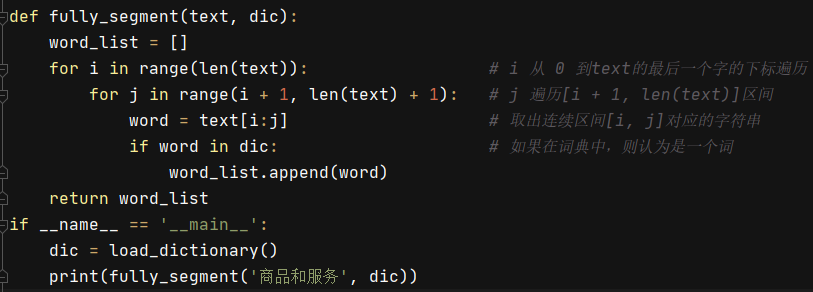 def fully_segment(text, dic):
    word_list = []
    for i in range(len(text)):                  # i 从 0 到text的最后一个字的下标遍历
        for j in range(i + 1, len(text) + 1):   # j 遍历[i + 1, len(text)]区间
            word = text[i:j]                    # 取出连续区间[i, j]对应的字符串
            if word in dic:                     # 如果在词典中，则认为是一个词
                word_list.append(word)
    return word_list
if __name__ == '__main__':
    dic = load_dictionary()
    print(fully_segment('商品和服务', dic))